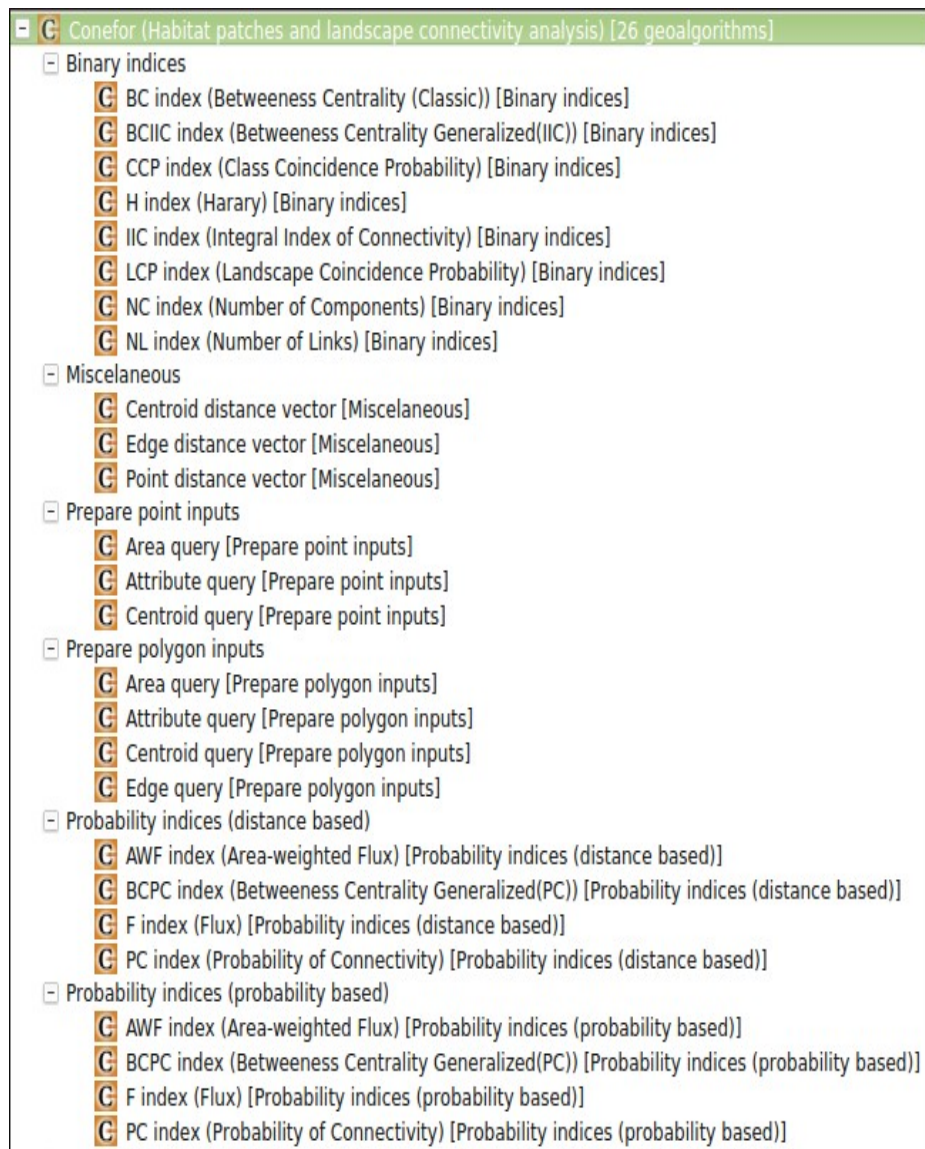 Conefor (Habitat patches and landscape connectivity analysis) [26 geoalgorithms]
Binary indices
BC index (Betweeness Centrality (Classic)) [Binary indices]
BCIIC index (Betweeness Centrality Generalized(IIC)) [Binary indices]
CCP index (Class Coincidence Probability) [Binary indices]
H index (Harary) [Binary indices]
IIC index (Integral Index of Connectivity) [Binary indices]
LCP index (Landscape Coincidence Probability) [Binary indices]
NC index (Number of Components) [Binary indices]
NL index (Number of Links) [Binary indices]
Miscelaneous
Centroid distance vector [Miscelaneous]
Edge distance vector [Miscelaneous]
Point distance vector [Miscelaneous]
Prepare point inputs
Area query [Prepare point inputs]
Attribute query [Prepare point inputs]
Centroid query [Prepare point inputs]
Prepare polygon inputs
Area query [Prepare polygon inputs]
Attribute query [Prepare polygon inputs]
Centroid query [Prepare polygon inputs]
Edge query [Prepare polygon inputs]
Probability indices (distance based)
AWF index (Area-weighted Flux) [Probability indices (distance based)]
BCPC index (Betweeness Centrality Generalized(PC)) [Probability indices (distance based)]
F index (Flux) [Probability indices (distance based)]
PC index (Probability of Connectivity) [Probability indices (distance based)]
Probability indices (probability based)
AWF index (Area-weighted Flux) [Probability indices (probability based)]
BCPC index (Betweeness Centrality Generalized(PC)) [Probability indices (probability based)]
F index (Flux) [Probability indices (probability based)]
PC index (Probability of Connectivity) [Probability indices (probability based)]